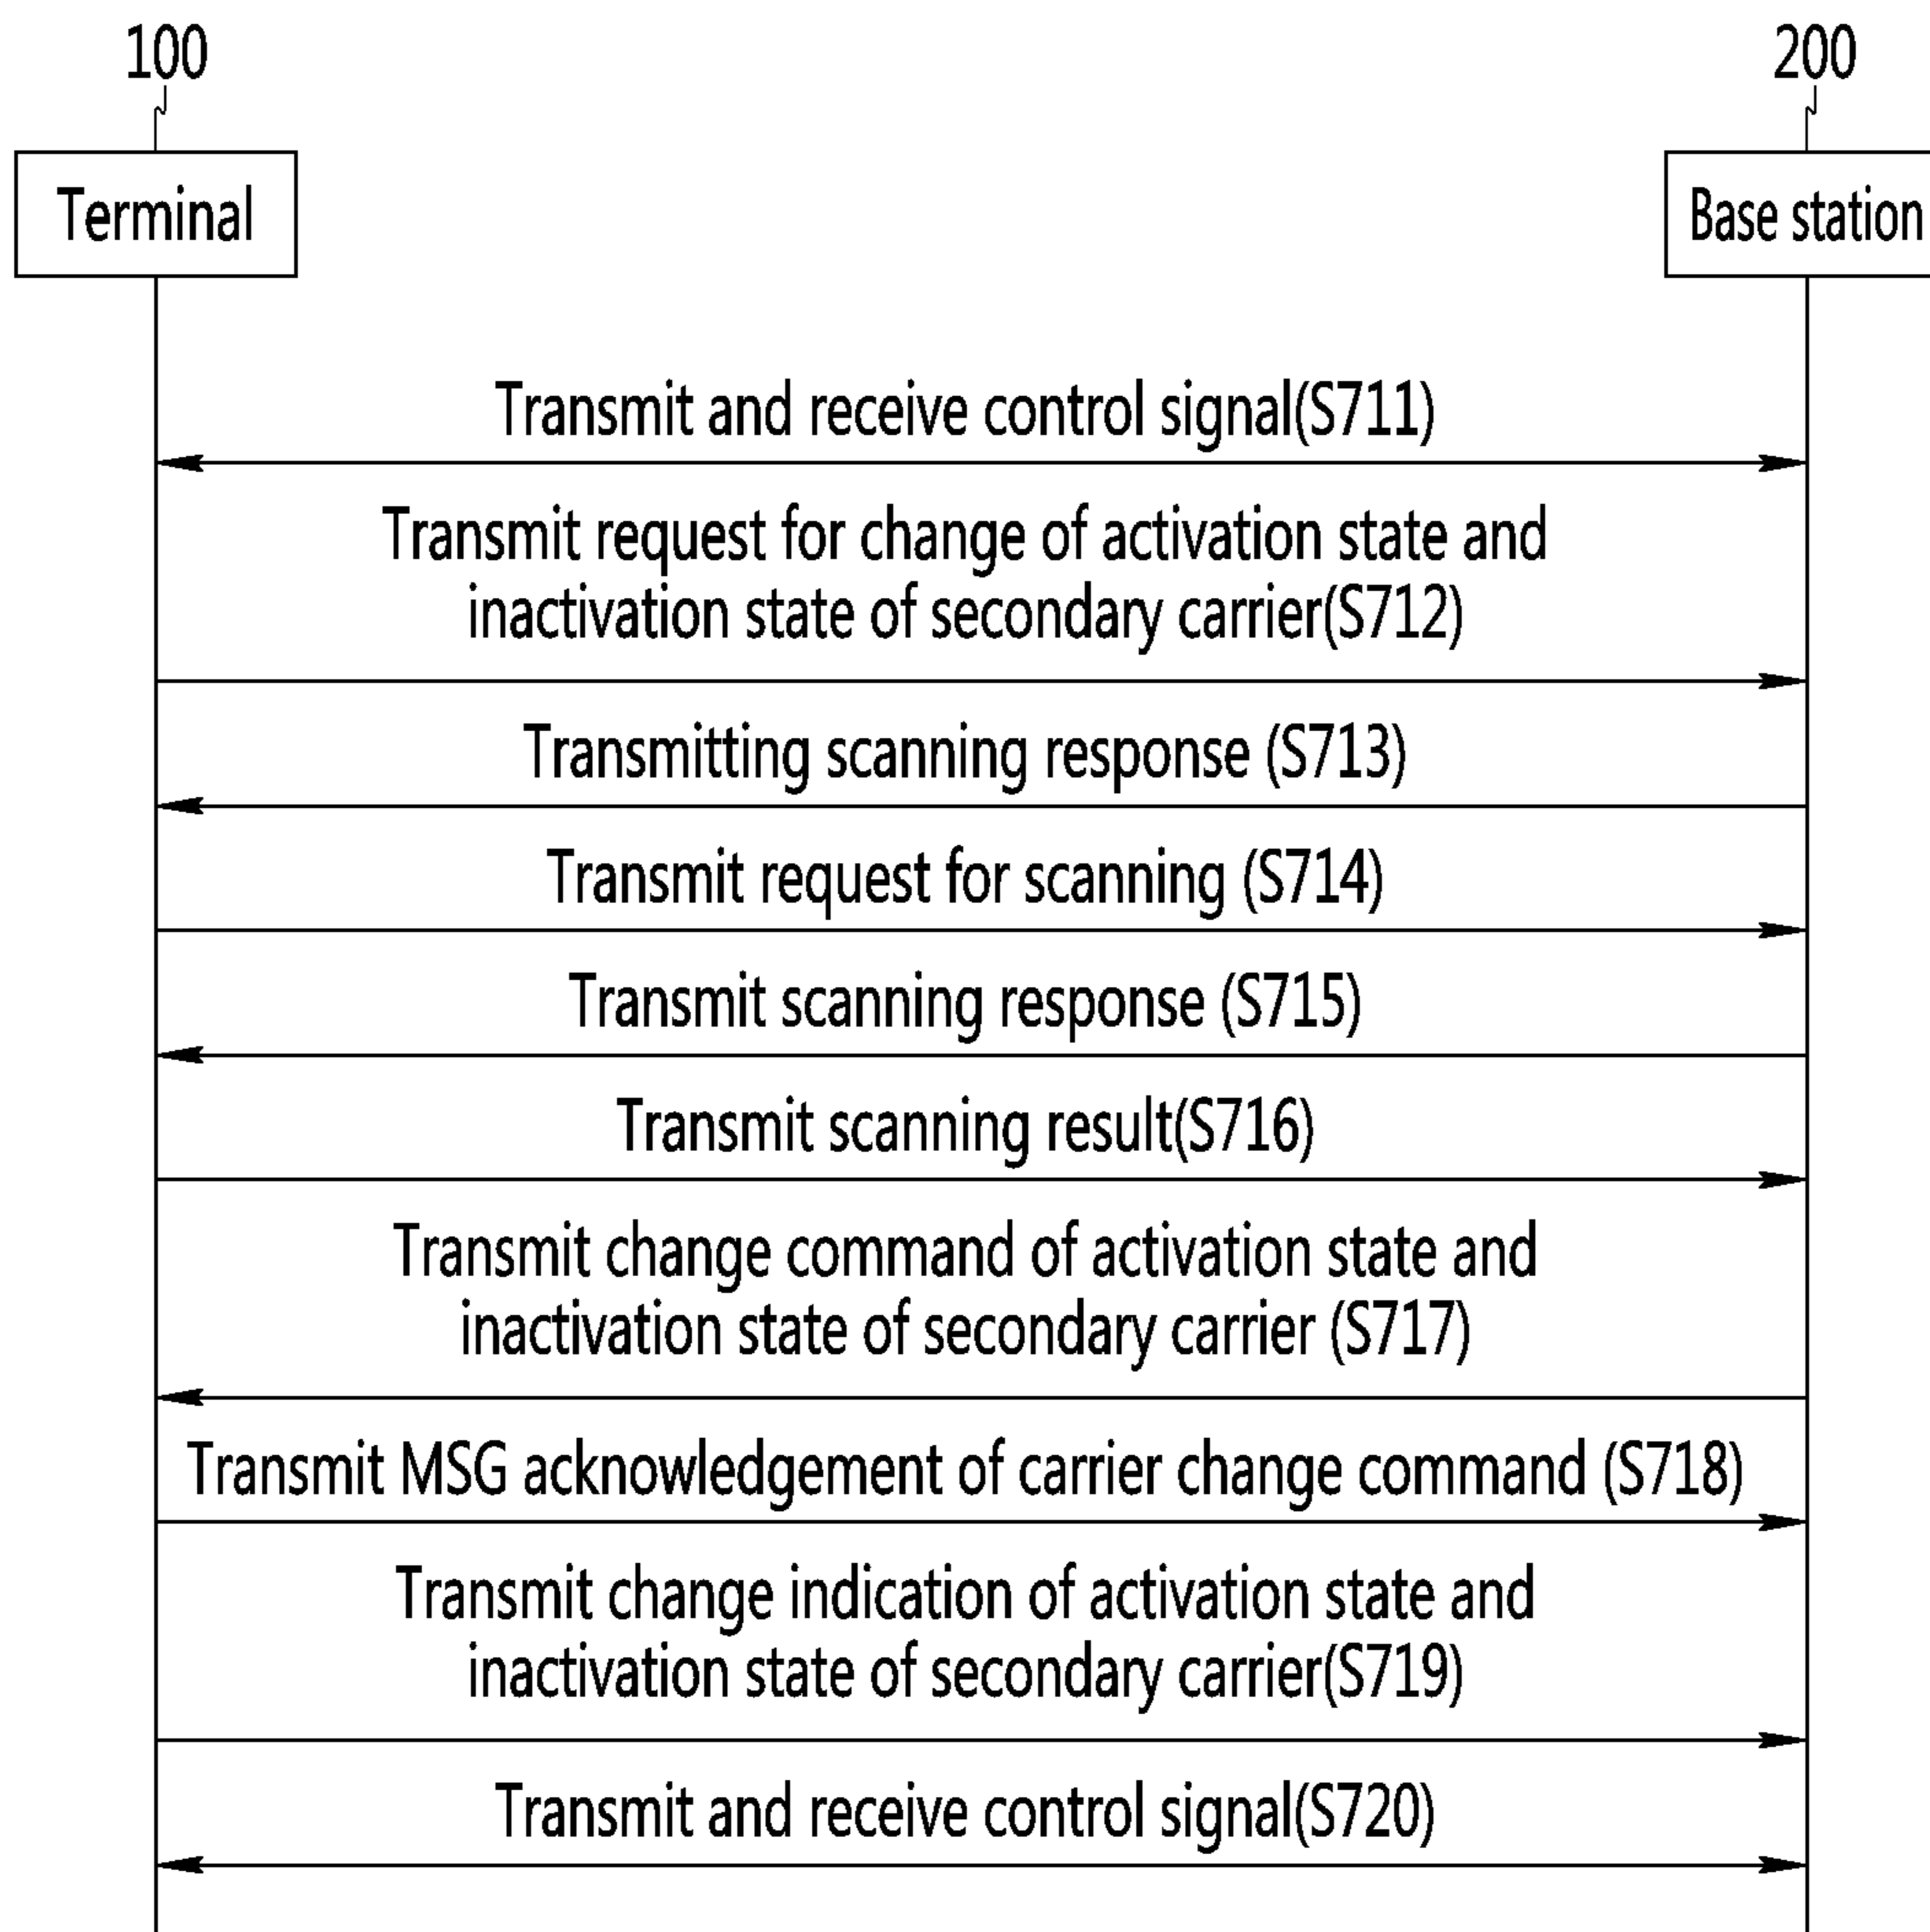 100
200
Terminal
Base station
Transmit and receive control signal(S711)
Transmit request for change of activation state and
inactivation state of secondary carrier(S712)
Transmitting scanning response (S713)
Transmit request for scanning (S714)
Transmit scanning response (S715)
Transmit scanning result(S716)
Transmit change command of activation state and
inactivation state of secondary carrier (S717)
Transmit MSG acknowledgement of carrier change command (S718)
Transmit change indication of activation state and
inactivation state of secondary carrier(S719)
Transmit and receive control signal(S720)